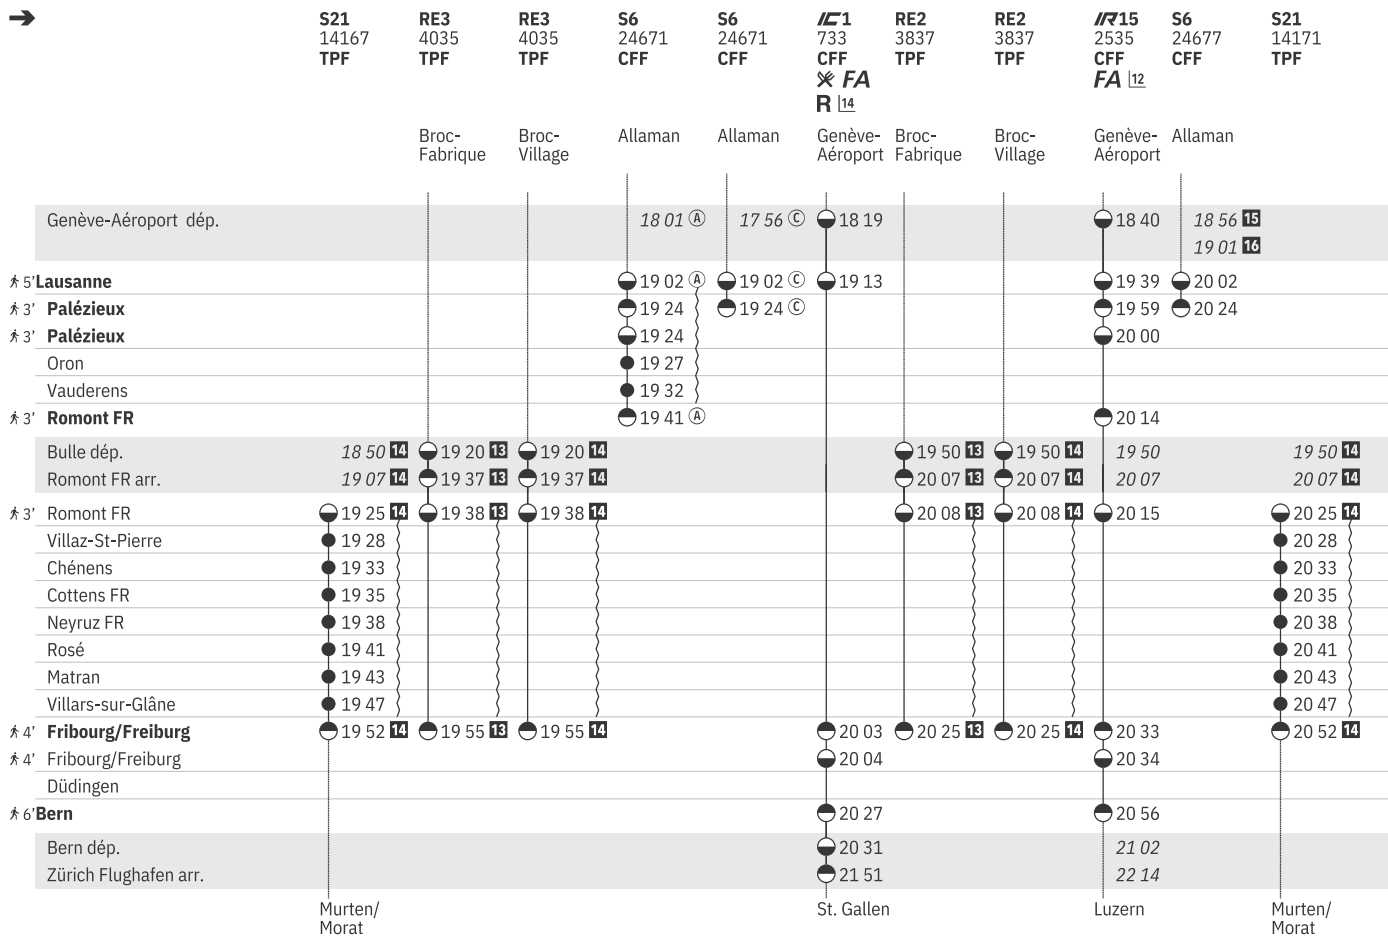 ➔ S21 RE3 RE3 S6 S6 IC1 RE2 RE2 IR15 S6 S21
14167 4035 4035 24671 24671 733 3837 3837 2535 24677 14171
TPF TPF TPF CFF CFF CFF TPF TPF CFF CFF TPF
FA FA 12
R 14
Broc- Broc- Allaman Allaman Genève- Broc- Broc- Genève- Allaman
Fabrique Village Aéroport Fabrique Village Aéroport
Genève-Aéroport dép. 18 01 Ⓐ 17 56 Ⓒ 18 19 18 40 18 56 15
19 01 16
5' Lausanne 19 02 Ⓐ 19 02 Ⓒ 19 13 19 39 20 02
3' Palézieux 19 24 19 24 Ⓒ 19 59 20 24
3' Palézieux 19 24 20 00
Oron 19 27
Vauderens 19 32
3' Romont FR 19 41 Ⓐ 20 14
Bulle dép. 18 50 14 19 20 13 19 20 14 19 50 13 19 50 14 19 50 19 50 14
Romont FR arr. 19 07 14 19 37 13 19 37 14 20 07 13 20 07 14 20 07 20 07 14
3' Romont FR 19 25 14 19 38 13 19 38 14 20 08 13 20 08 14 20 15 20 25 14
Villaz-St-Pierre 19 28 20 28
Chénens 19 33 20 33
Cottens FR 19 35 20 35
Neyruz FR 19 38 20 38
Rosé 19 41 20 41
Matran 19 43 20 43
Villars-sur-Glâne 19 47 20 47
4' Fribourg/Freiburg 19 52 14 19 55 13 19 55 14 20 03 20 25 13 20 25 14 20 33 20 52 14
4' Fribourg/Freiburg 20 04 20 34
Düdingen
6' Bern 20 27 20 56
Bern dép. 20 31 21 02
Zürich Flughafen arr. 21 51 22 14
Murten/ St. Gallen Luzern Murten/
Morat Morat